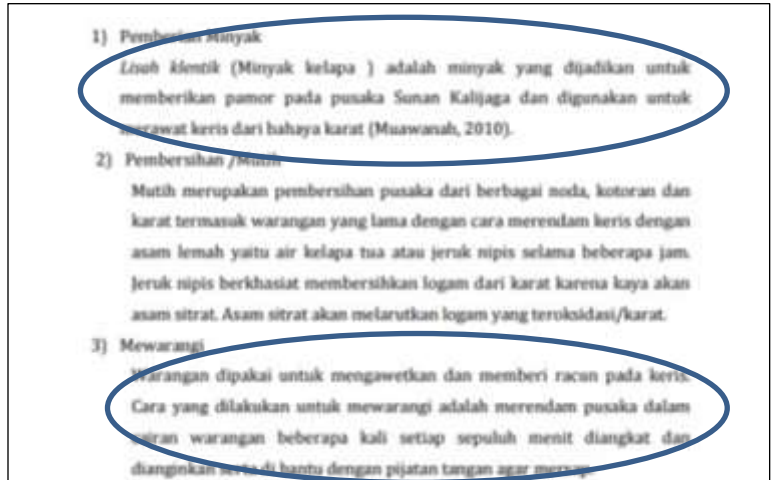 1) Pemberian Minyak
Lisah klentik (Minyak kelapa ) adalah minyak yang dijadikan untuk
memberikan pamor pada pusaka Sunan Kalijaga dan digunakan untuk
merawat keris dari bahaya karat (Muawanah, 2010).
2) Pembersihan /Mutih
Mutih merupakan pembersihan pusaka dari berbagai noda, kotoran dan
karat termasuk warangan yang lama dengan cara merendam keris dengan
asam lemah yaitu air kelapa tua atau jeruk nipis selama beberapa jam.
Jeruk nipis berkhasiat membersihkan logam dari karat karena kaya akan
asam sitrat. Asam sitrat akan melarutkan logam yang teroksidasi/karat.
3) Mewarangi
Warangan dipakai untuk mengawetkan dan memberi racun pada keris.
Cara yang dilakukan untuk mewarangi adalah merendam pusaka dalam
cairan warangan beberapa kali setiap sepuluh menit diangkat dan
dianginkan serta di bantu dengan pijatan tangan agar meresap.